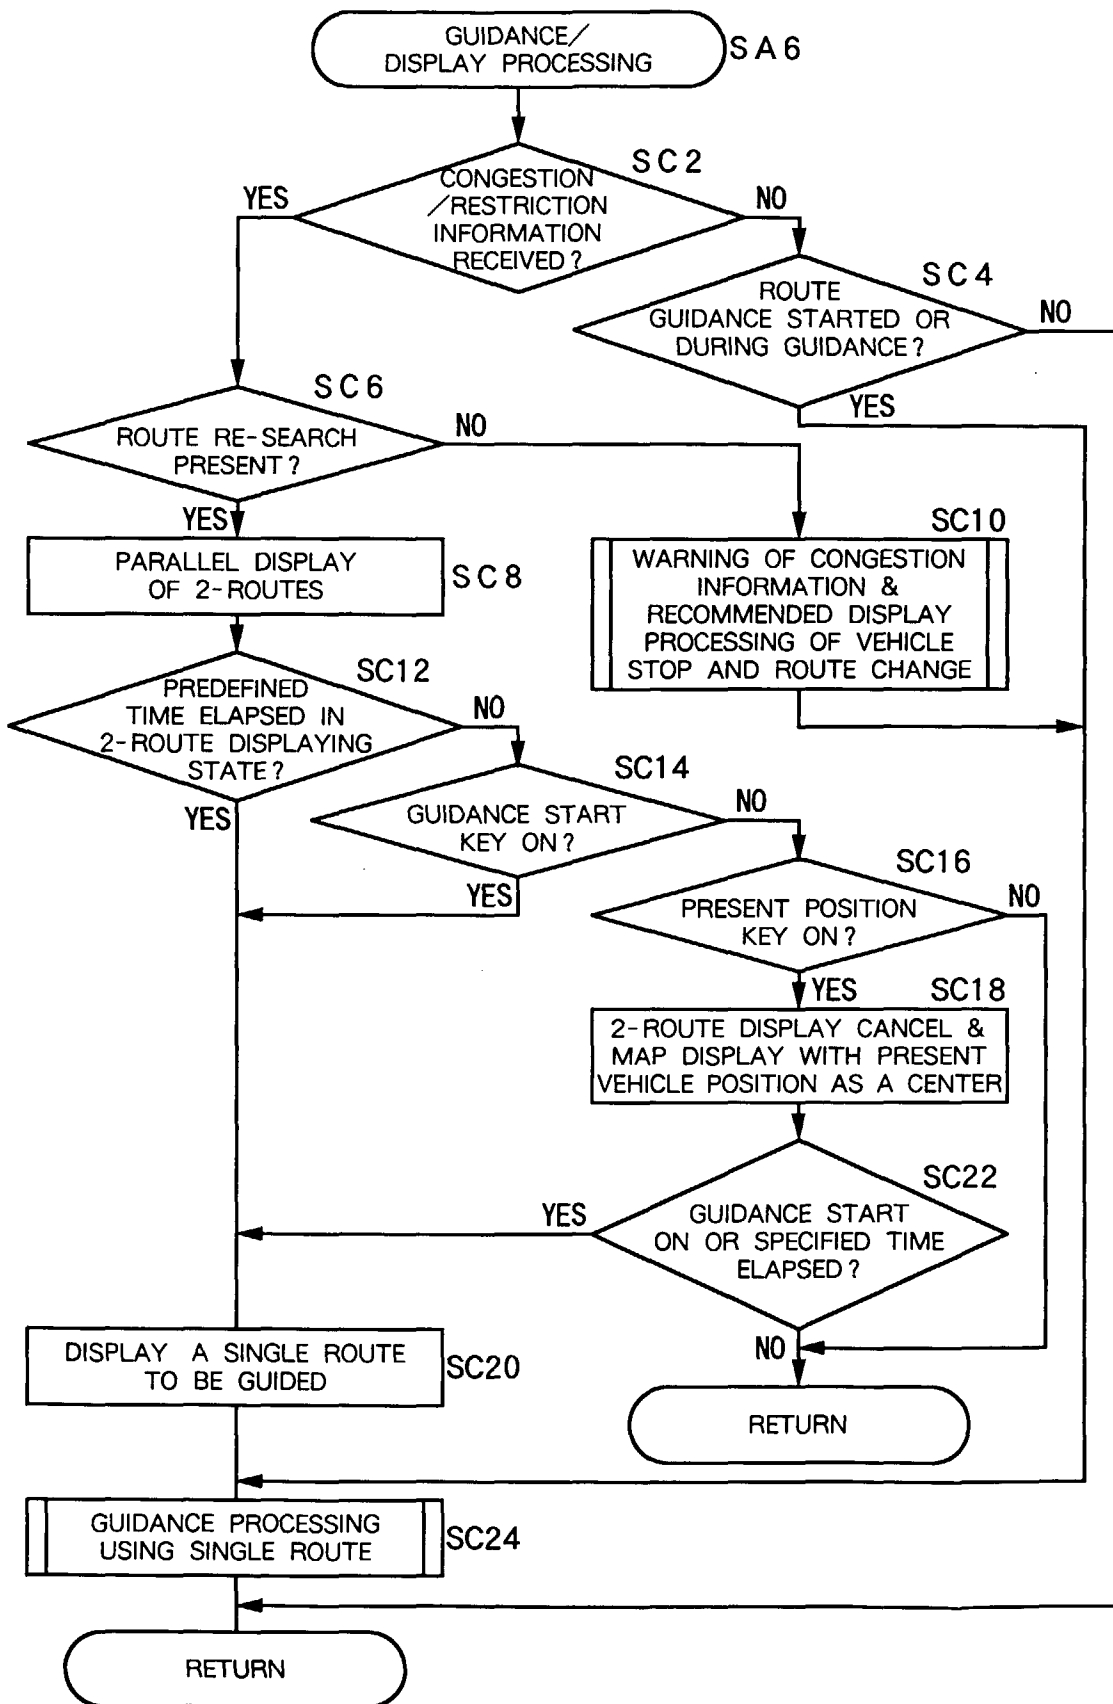 GUIDANCE/
DISPLAY PROCESSING
SA6
SC2
CONGESTION
/RESTRICTION
INFORMATION
RECEIVED?
YES
NO
SC4
ROUTE
GUIDANCE STARTED OR
DURING GUIDANCE?
NO
YES
SC6
ROUTE RE-SEARCH
PRESENT?
NO
YES
PARALLEL DISPLAY
OF 2-ROUTES
SC8
SC10
WARNING OF CONGESTION
INFORMATION &
RECOMMENDED DISPLAY
PROCESSING OF VEHICLE
STOP AND ROUTE CHANGE
SC12
PREDEFINED
TIME ELAPSED IN
2-ROUTE DISPLAYING
STATE?
NO
YES
SC14
GUIDANCE START
KEY ON?
NO
YES
SC16
PRESENT POSITION
KEY ON?
NO
YES
SC18
2-ROUTE DISPLAY CANCEL &
MAP DISPLAY WITH PRESENT
VEHICLE POSITION AS A CENTER
SC22
GUIDANCE START
ON OR SPECIFIED TIME
ELAPSED?
YES
NO
DISPLAY A SINGLE ROUTE
TO BE GUIDED
SC20
RETURN
GUIDANCE PROCESSING
USING SINGLE ROUTE
SC24
RETURN